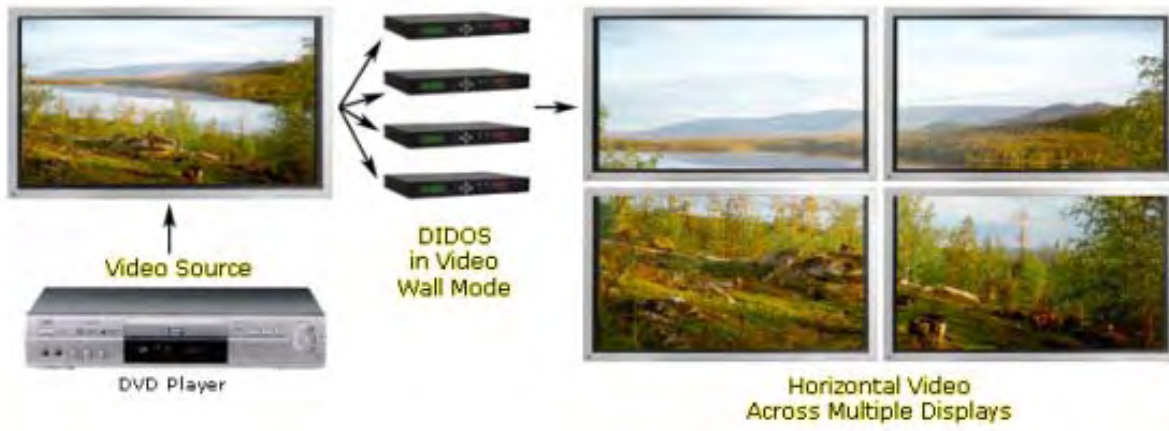 Video Source
DVD Player
DIDOS
in Video
Wall Mode
Horizontal Video
Across Multiple Displays